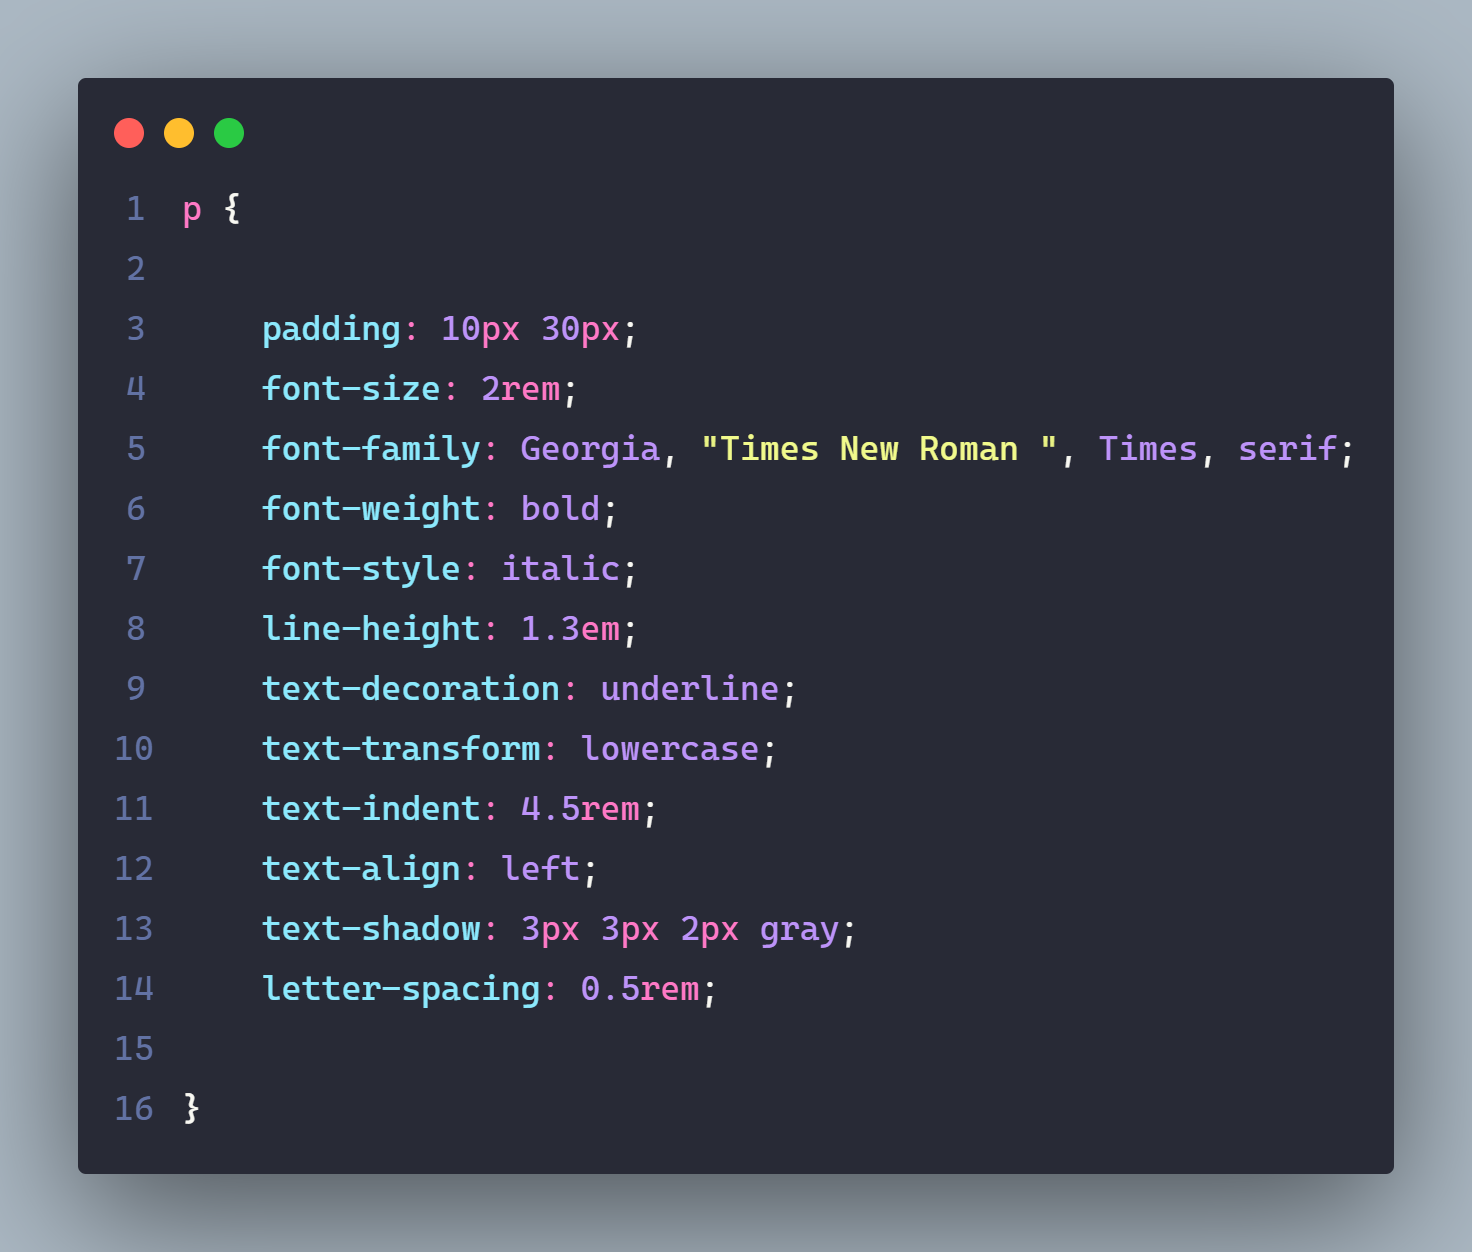 1 p {
2
3     padding: 10px 30px;
4     font-size: 2rem;
5     font-family: Georgia, "Times New Roman ", Times, serif;
6     font-weight: bold;
7     font-style: italic;
8     line-height: 1.3em;
9     text-decoration: underline;
10     text-transform: lowercase;
11     text-indent: 4.5rem;
12     text-align: left;
13     text-shadow: 3px 3px 2px gray;
14     letter-spacing: 0.5rem;
15
16 }